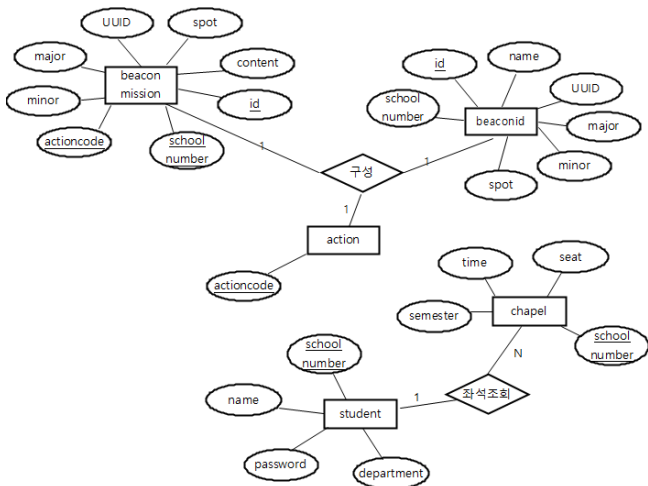 UUID
spot
major
content
beacon
mission
minor
id
actioncode
school
number
id
name
school
number
UUID
beaconid
major
minor
spot
1
1
구성
1
action
actioncode
time
seat
semester
chapel
school
number
N
school
number
좌석조회
1
name
student
password
department